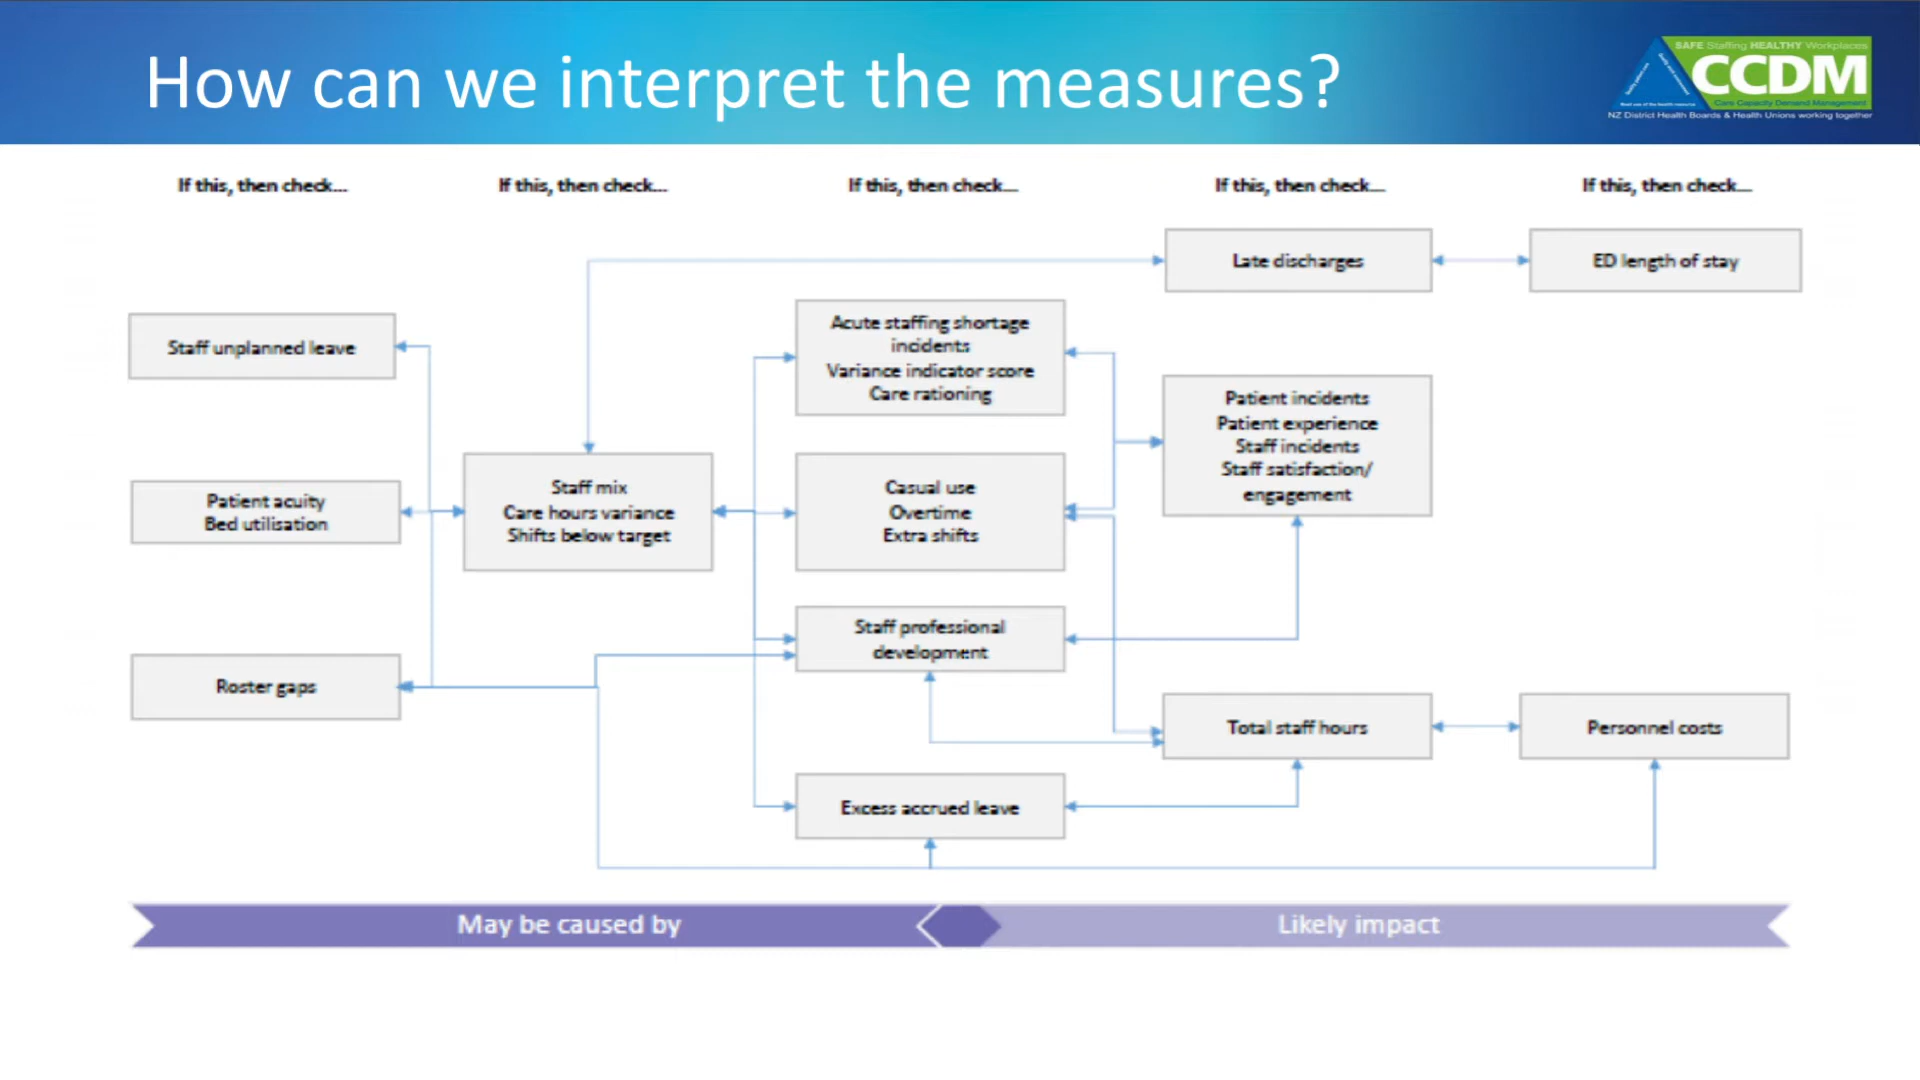 How can we interpret the measures?
SAFE Staffing HEALTHY Workplaces
CCDM
Care Capacity Demand Management
NZ District Health Boards & Health Unions working together
If this, then check...
If this, then check...
If this, then check...
If this, then check...
If this, then check...
Late discharges
ED length of stay
Staff unplanned leave
Acute staffing shortage
incidents
Variance indicator score
Care rationing
Patient incidents
Patient experience
Staff incidents
Staff satisfaction/
engagement
Patient acuity
Bed utilisation
Staff mix
Care hours variance
Shifts below target
Casual use
Overtime
Extra shifts
Staff professional
development
Roster gaps
Total staff hours
Personnel costs
Excess accrued leave
May be caused by
Likely impact